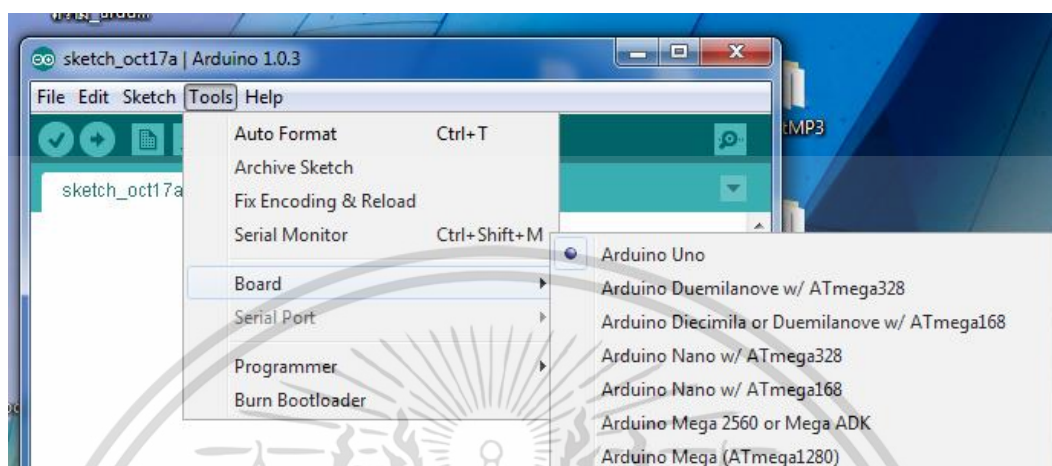 sketch_oct17a | Arduino 1.0.3
File Edit Sketch Tools Help
tMP3
sketch_oct17a
Auto Format Ctrl+T
Archive Sketch
Fix Encoding & Reload
Serial Monitor Ctrl+Shift+M
Board
Serial Port
Programmer
Burn Bootloader
Arduino Uno
Arduino Duemilanove w/ ATmega328
Arduino Diecimila or Duemilanove w/ ATmega168
Arduino Nano w/ ATmega328
Arduino Nano w/ ATmega168
Arduino Mega 2560 or Mega ADK
Arduino Mega (ATmega1280)